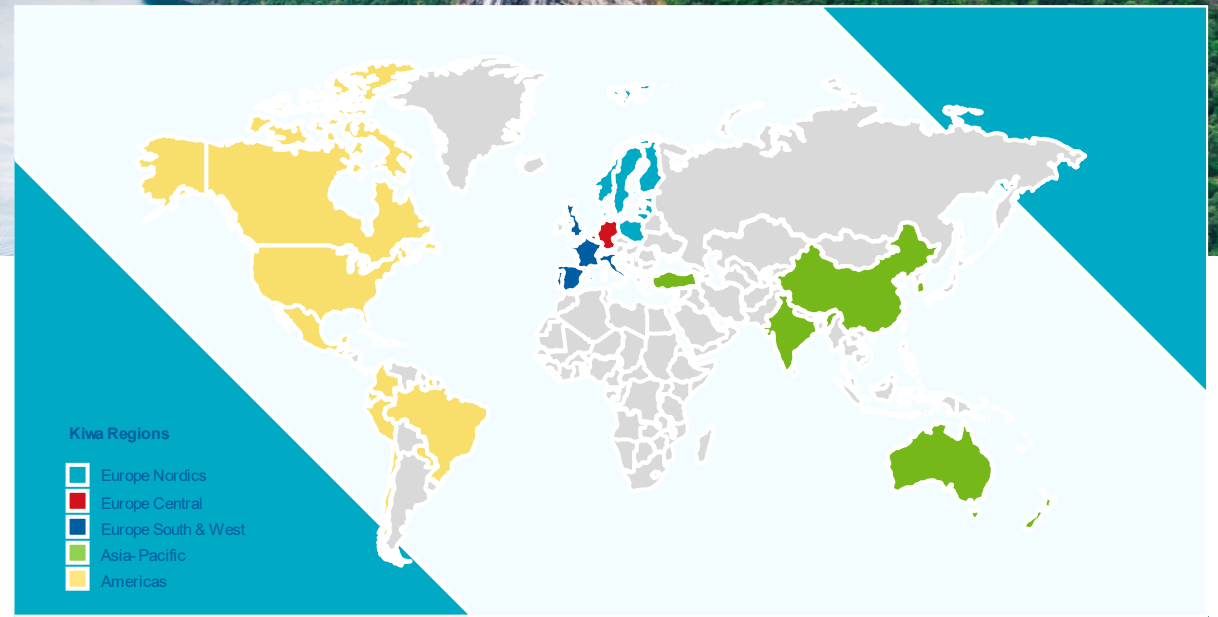 Kiwa Regions
Europe Nordics
Europe Central
Europe South & West
Asia-Pacific
Americas